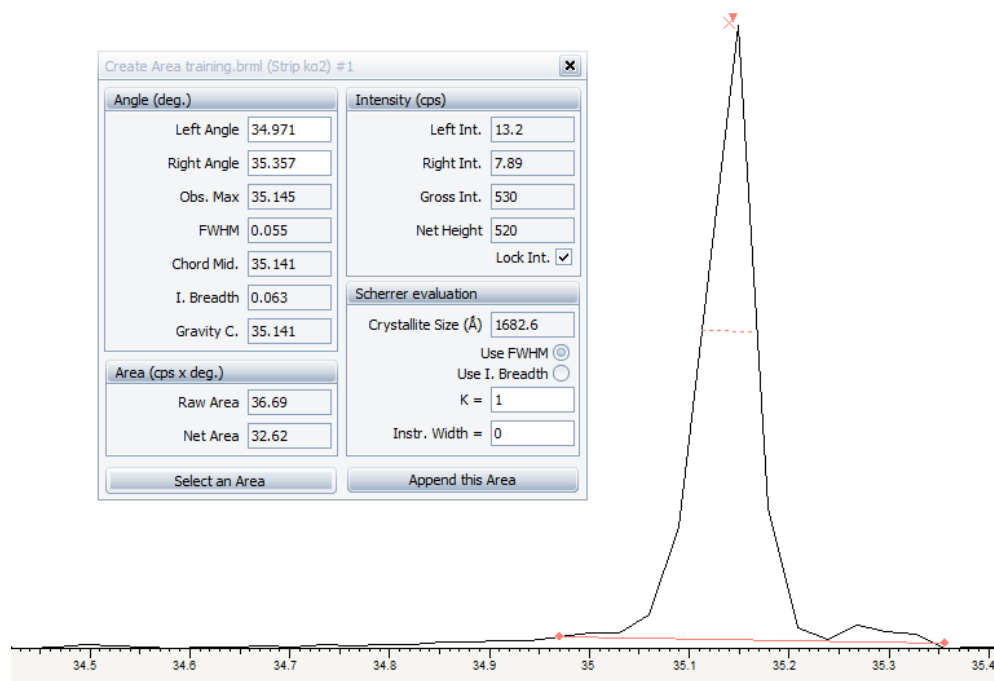 Create Area training.brml (Strip kα2) #1
Angle (deg.)
Left Angle 34.971
Right Angle 35.357
Obs. Max 35.145
FWHM 0.055
Chord Mid. 35.141
I. Breadth 0.063
Gravity C. 35.141
Area (cps x deg.)
Raw Area 36.69
Net Area 32.62
Select an Area
Intensity (cps)
Left Int. 13.2
Right Int. 7.89
Gross Int. 530
Net Height 520
Lock Int.
Scherrer evaluation
Crystallite Size (Å) 1682.6
Use FWHM
Use I. Breadth
K = 1
Instr. Width = 0
Append this Area
34.5 34.6 34.7 34.8 34.9 35 35.1 35.2 35.3 35.4